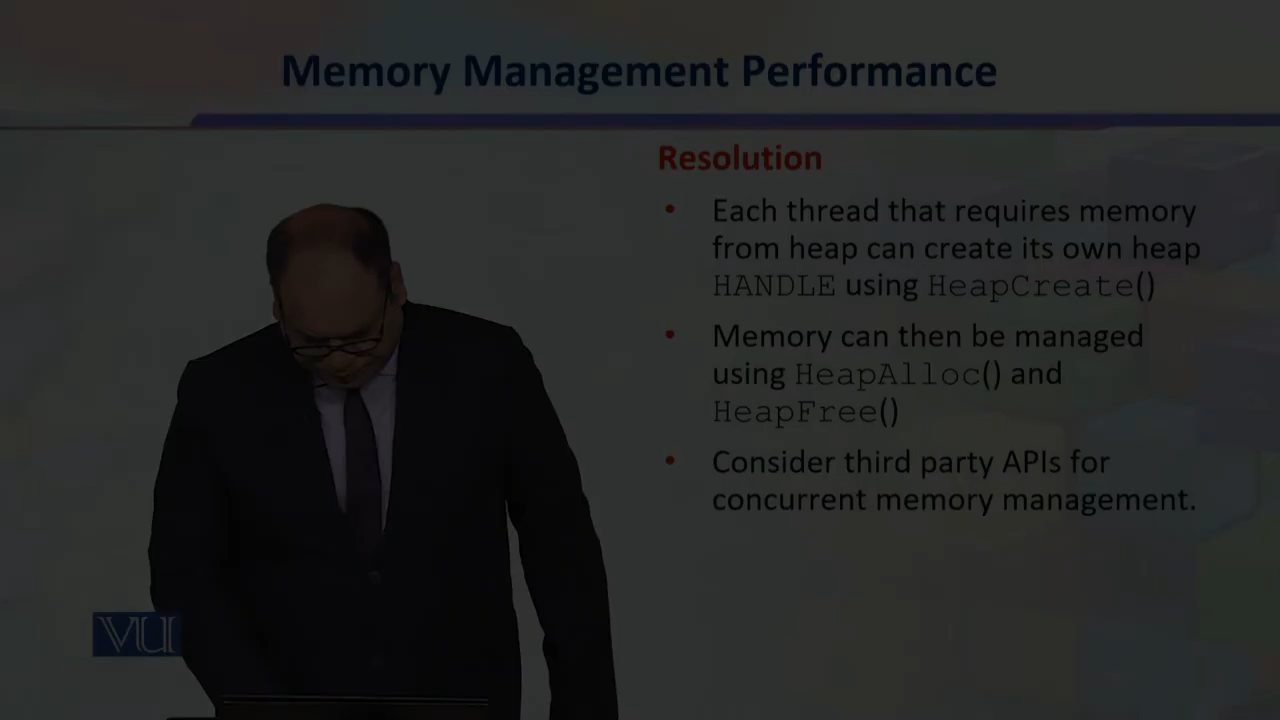 Memory Management Performance
Resolution
• Each thread that requires memory
from heap can create its own heap
HANDLE using HeapCreate()
• Memory can then be managed
using HeapAlloc() and
HeapFree()
• Consider third party APIs for
concurrent memory management.
VU